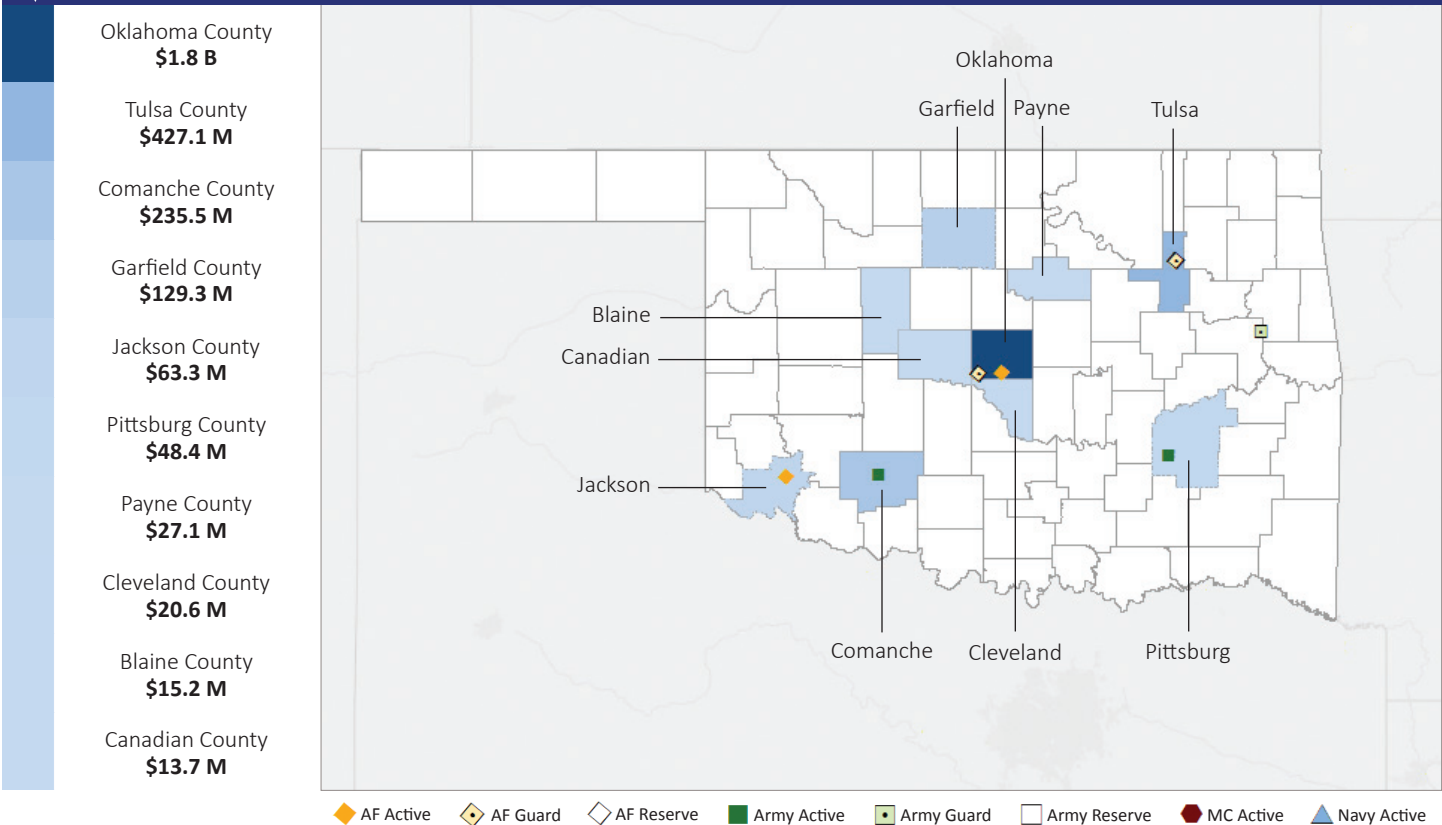 Oklahoma County
$1.8 B
Tulsa County
$427.1 M
Comanche County
$235.5 M
Garfield County
$129.3 M
Jackson County
$63.3 M
Pittsburg County
$48.4 M
Payne County
$27.1 M
Cleveland County
$20.6 M
Blaine County
$15.2 M
Canadian County
$13.7 M
Oklahoma
Garfield Payne Tulsa
Blaine
Canadian
Jackson
Comanche Cleveland Pittsburg
AF Active AF Guard AF Reserve Army Active Army Guard Army Reserve MC Active Navy Active